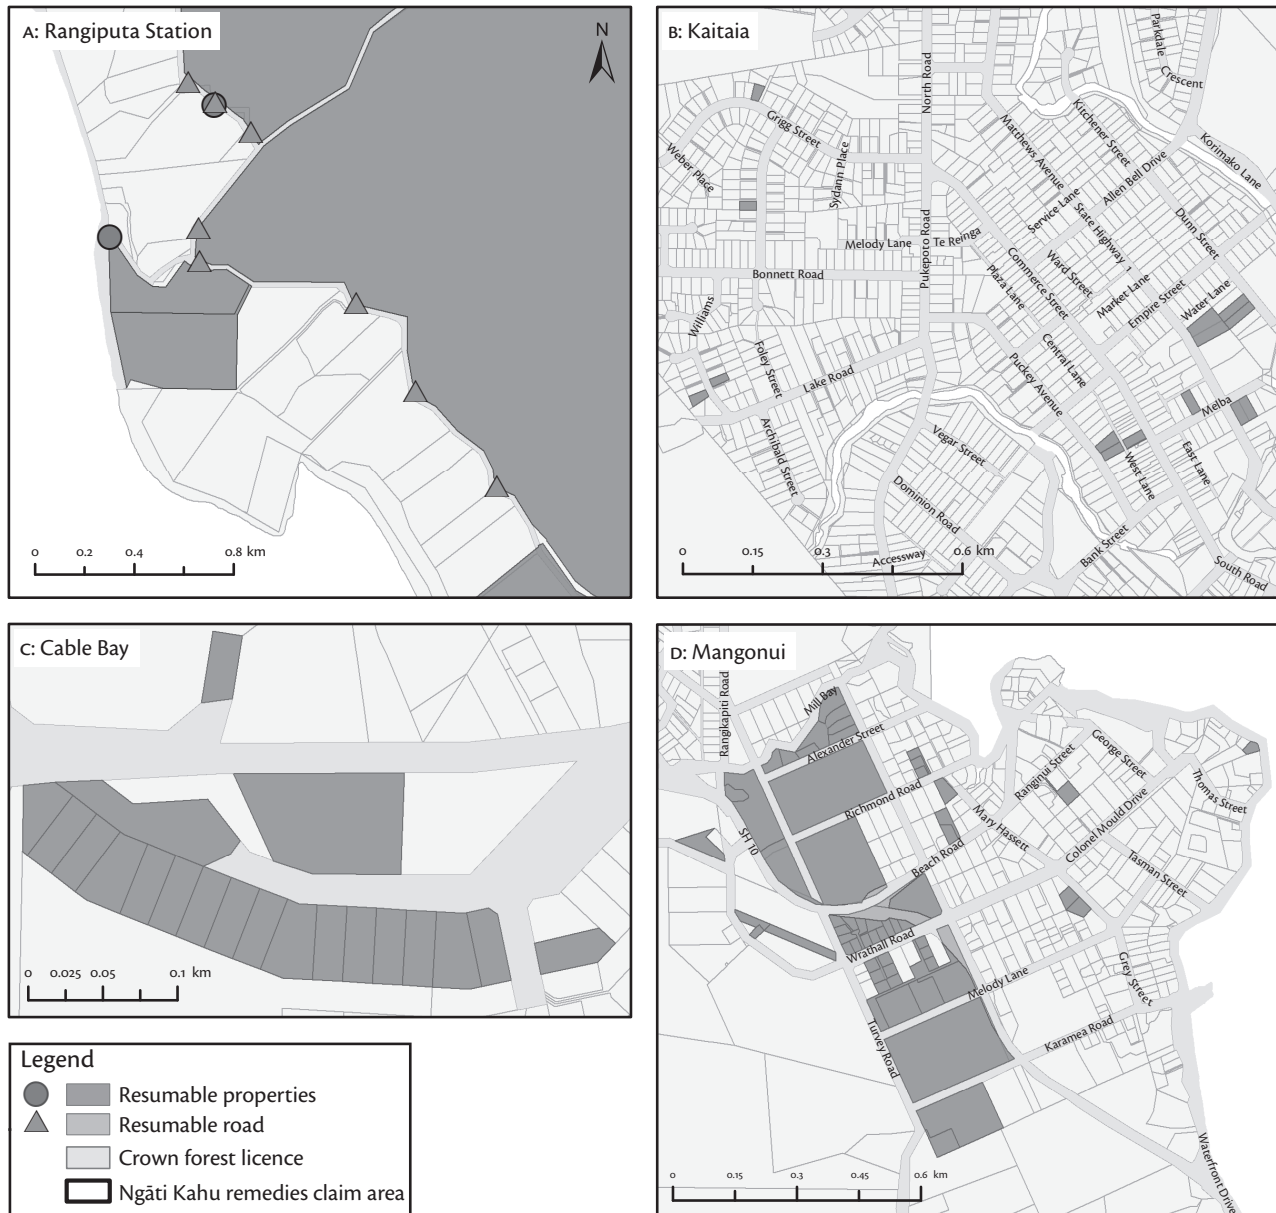 A: Rangiputa Station
N
0 0.2 0.4 0.8 km
B: Kaitaia
Parkdale
Crescent
North Road
Grigg Street
Weber Place
Sydann Place
Matthews Avenue
Kitchener Street
Allen Bell Drive
Korimako Lane
Service Lane
State Highway 1
Dunn Street
Melody Lane
Te Reinga
Pukepoto Road
Bonnett Road
Plaza Lane
Commerce Street
Ward Street
Market Lane
Empire Street
Water Lane
Williams
Foley Street
Lake Road
Central Lane
Puckey Avenue
Melba
Archibald Street
Vegar Street
West Lane
East Lane
Dominion Road
Bank Street
Accessway
South Road
0 0.15 0.3 0.6 km
C: Cable Bay
0 0.025 0.05 0.1 km
D: Mangonui
Rangikapiti Road
Mill Bay
Alexander Street
Richmond Road
SH 10
Beach Road
Mary Hassett
Ranginui Street
George Street
Thomas Street
Colonel Mould Drive
Tasman Street
Wrathall Road
Melody Lane
Grey Street
Karamea Road
Turvey Road
Waterfront Drive
0 0.15 0.3 0.45 0.6 km
Legend
Resumable properties
Resumable road
Crown forest licence
Ngāti Kahu remedies claim area